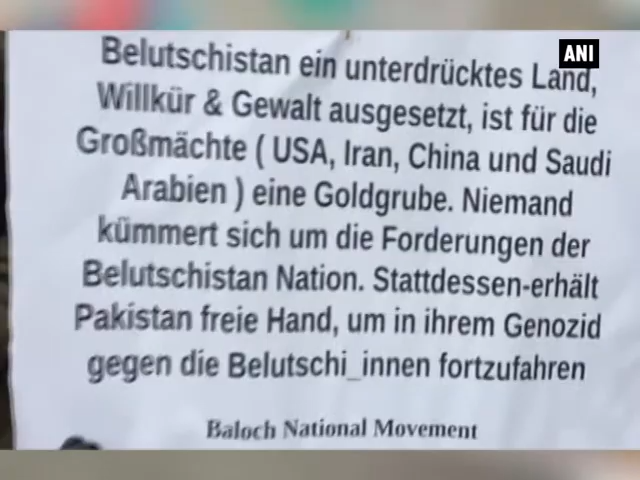 ANI
Belutschistan ein unterdrücktes Land,
Willkür & Gewalt ausgesetzt, ist für die
Großmächte ( USA, Iran, China und Saudi
Arabien ) eine Goldgrube. Niemand
kümmert sich um die Forderungen der
Belutschistan Nation. Stattdessen-erhält
Pakistan freie Hand, um in ihrem Genozid
gegen die Belutschi_innen fortzufahren
Baloch National Movement